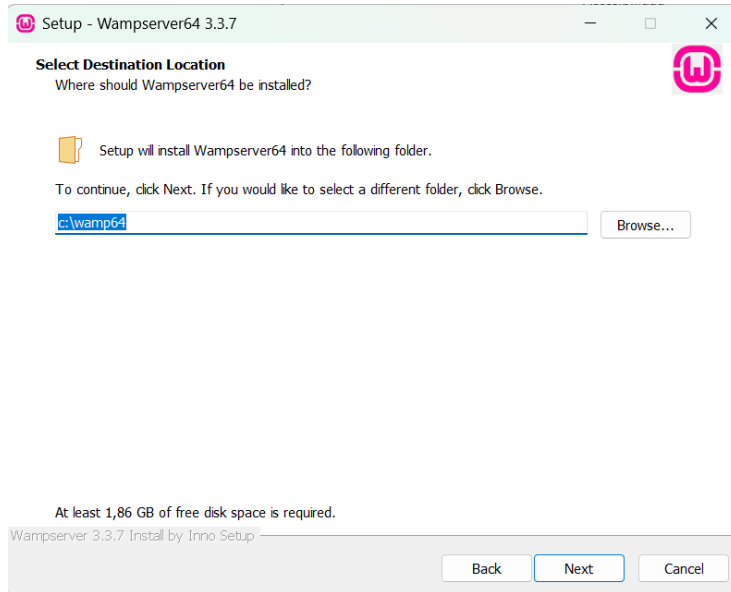 Setup - Wampserver64 3.3.7
Select Destination Location
Where should Wampserver64 be installed?
Setup will install Wampserver64 into the following folder.
To continue, click Next. If you would like to select a different folder, click Browse.
c:\wamp64
Browse...
At least 1,86 GB of free disk space is required.
Wampserver 3.3.7 Install by Inno Setup
Back Next Cancel